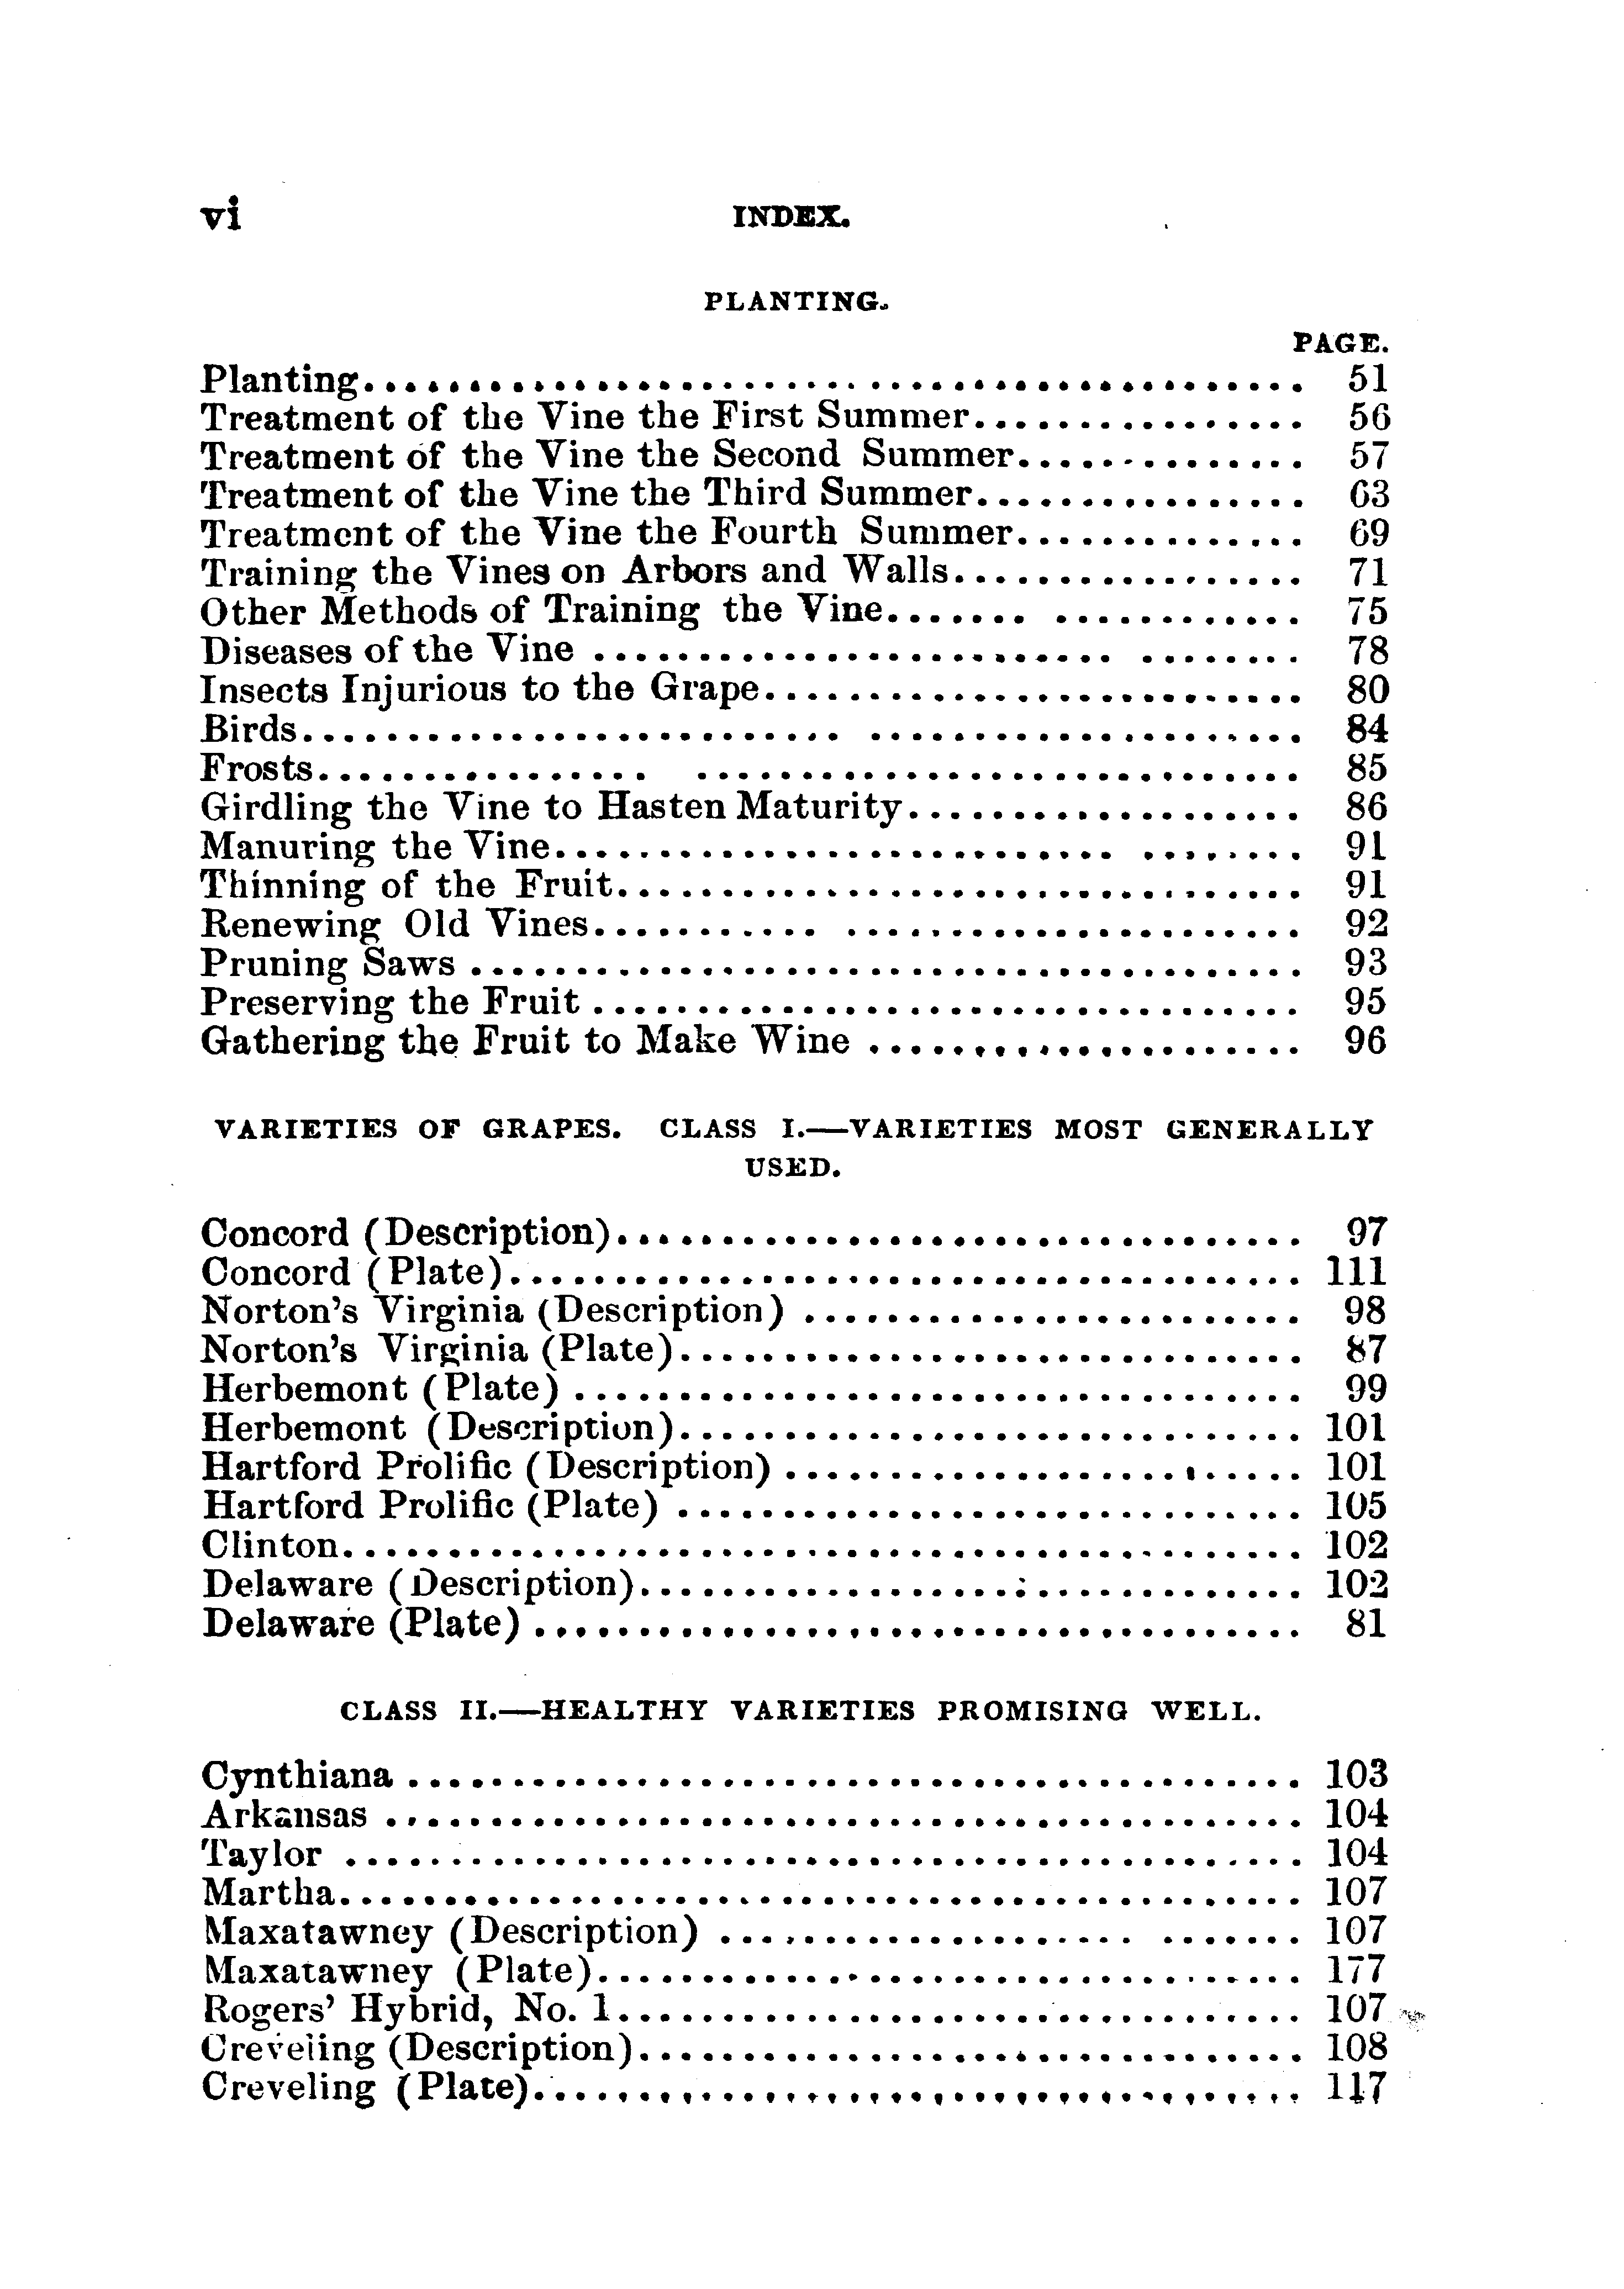 vi INDEX.
PLANTING.
PAGE.
Planting............................................. 51
Treatment of the Vine the First Summer................ 56
Treatment of the Vine the Second Summer.............. 57
Treatment of the Vine the Third Summer................ 63
Treatment of the Vine the Fourth Summer.............. 69
Training the Vines on Arbors and Walls................. 71
Other Methods of Training the Vine....... ............ 75
Diseases of the Vine ......................... ........ 78
Insects Injurious to the Grape.......................... 80
Birds.......................... ..................... 84
Frosts................ ............................. 85
Girdling the Vine to Hasten Maturity................... 86
Manuring the Vine........................... ........ 91
Thinning of the Fruit................................. 91
Renewing Old Vines........... ...................... 92
Pruning Saws ........................................ 93
Preserving the Fruit .................................. 95
Gathering the Fruit to Make Wine ..................... 96
VARIETIES OF GRAPES. CLASS I.—VARIETIES MOST GENERALLY
USED.
Concord (Description)................................. 97
Concord (Plate)...................................... 111
Norton's Virginia (Description) ........................ 98
Norton's Virginia (Plate).............................. 87
Herbemont (Plate) ................................... 99
Herbemont (Description).............................. 101
Hartford Prolific (Description) ......................... 101
Hartford Prolific (Plate) .............................. 105
Clinton.............................................. 102
Delaware (Description)................................ 102
Delaware (Plate) ..................................... 81
CLASS II.—HEALTHY VARIETIES PROMISING WELL.
Cynthiana ........................................... 103
Arkansas ............................................ 104
Taylor .............................................. 104
Martha.............................................. 107
Maxatawney (Description) .................... ....... 107
Maxatawney (Plate).................................. 177
Rogers' Hybrid, No. 1................................. 107
Creveling (Description)................................ 108
Creveling (Plate)..................................... 117